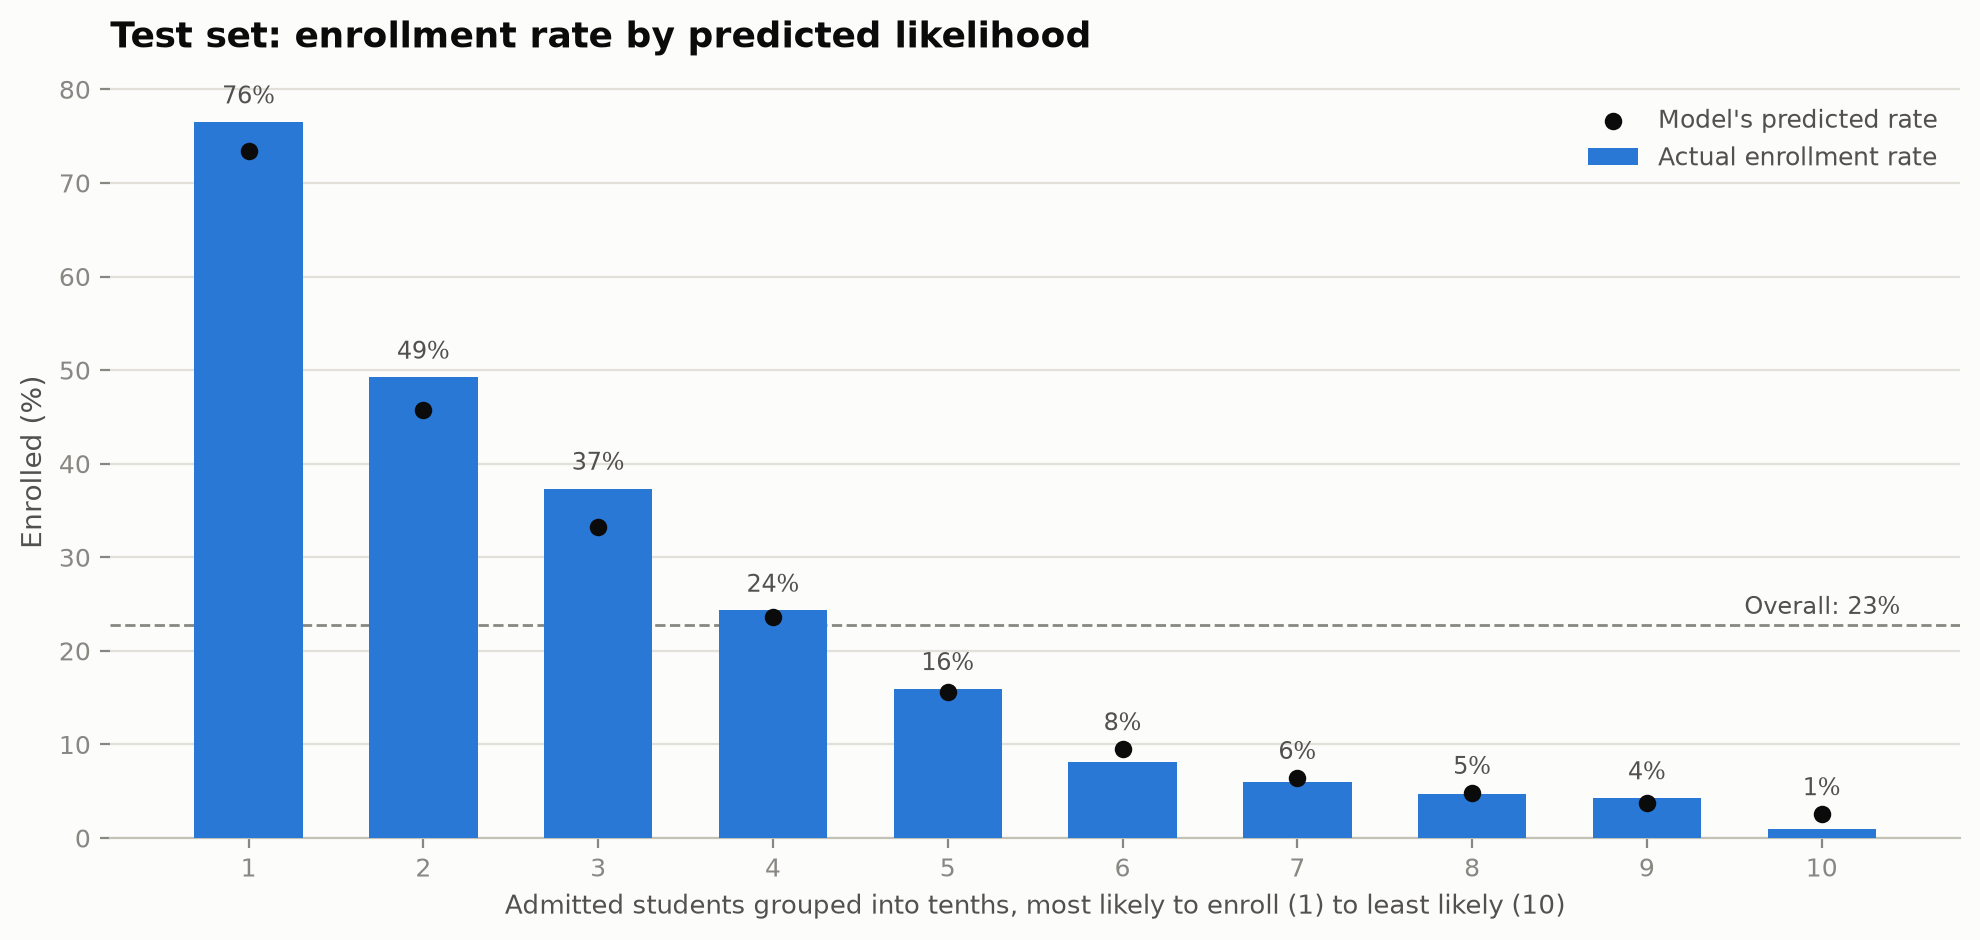 Test set: enrollment rate by predicted likelihood
80
70
60
50
40
30
20
10
0
Enrolled (%)
76%
49%
37%
24%
16%
8%
6%
5%
4%
1%
Model's predicted rate
Actual enrollment rate
Overall: 23%
1 2 3 4 5 6 7 8 9 10
Admitted students grouped into tenths, most likely to enroll (1) to least likely (10)